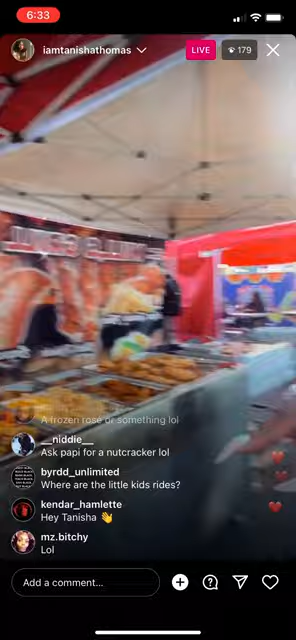 6:33
iamtanishathomas
LIVE
179
A frozen rosé or something lol
__niddie__
Ask papi for a nutcracker lol
byrdd_unlimited
Where are the little kids rides?
kendar_hamlette
Hey Tanisha 👋
mz.bitchy
Lol
Add a comment...